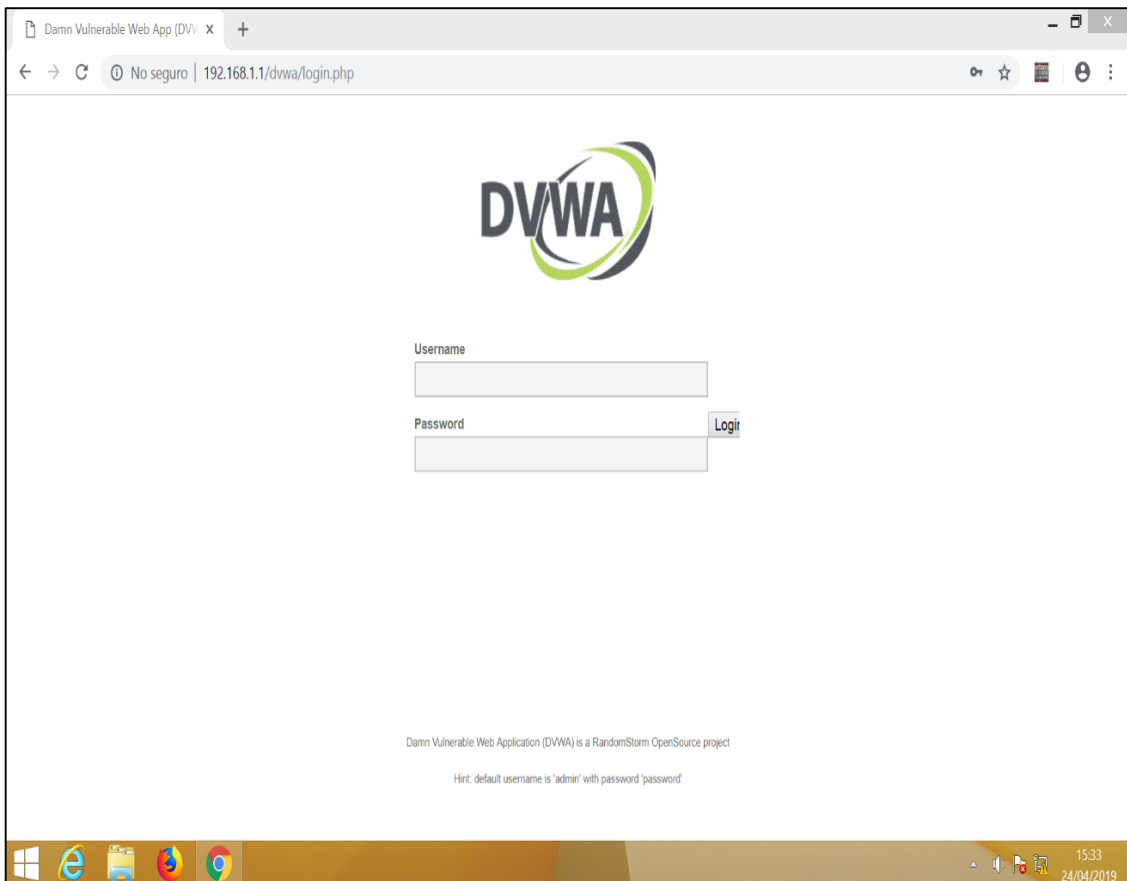 Damn Vulnerable Web App (DVW
No seguro | 192.168.1.1/dvwa/login.php
DVWA
Username
Password
Login
Damn Vulnerable Web Application (DVWA) is a RandomStorm OpenSource project
Hint: default username is 'admin' with password 'password'
15:33
24/04/2019